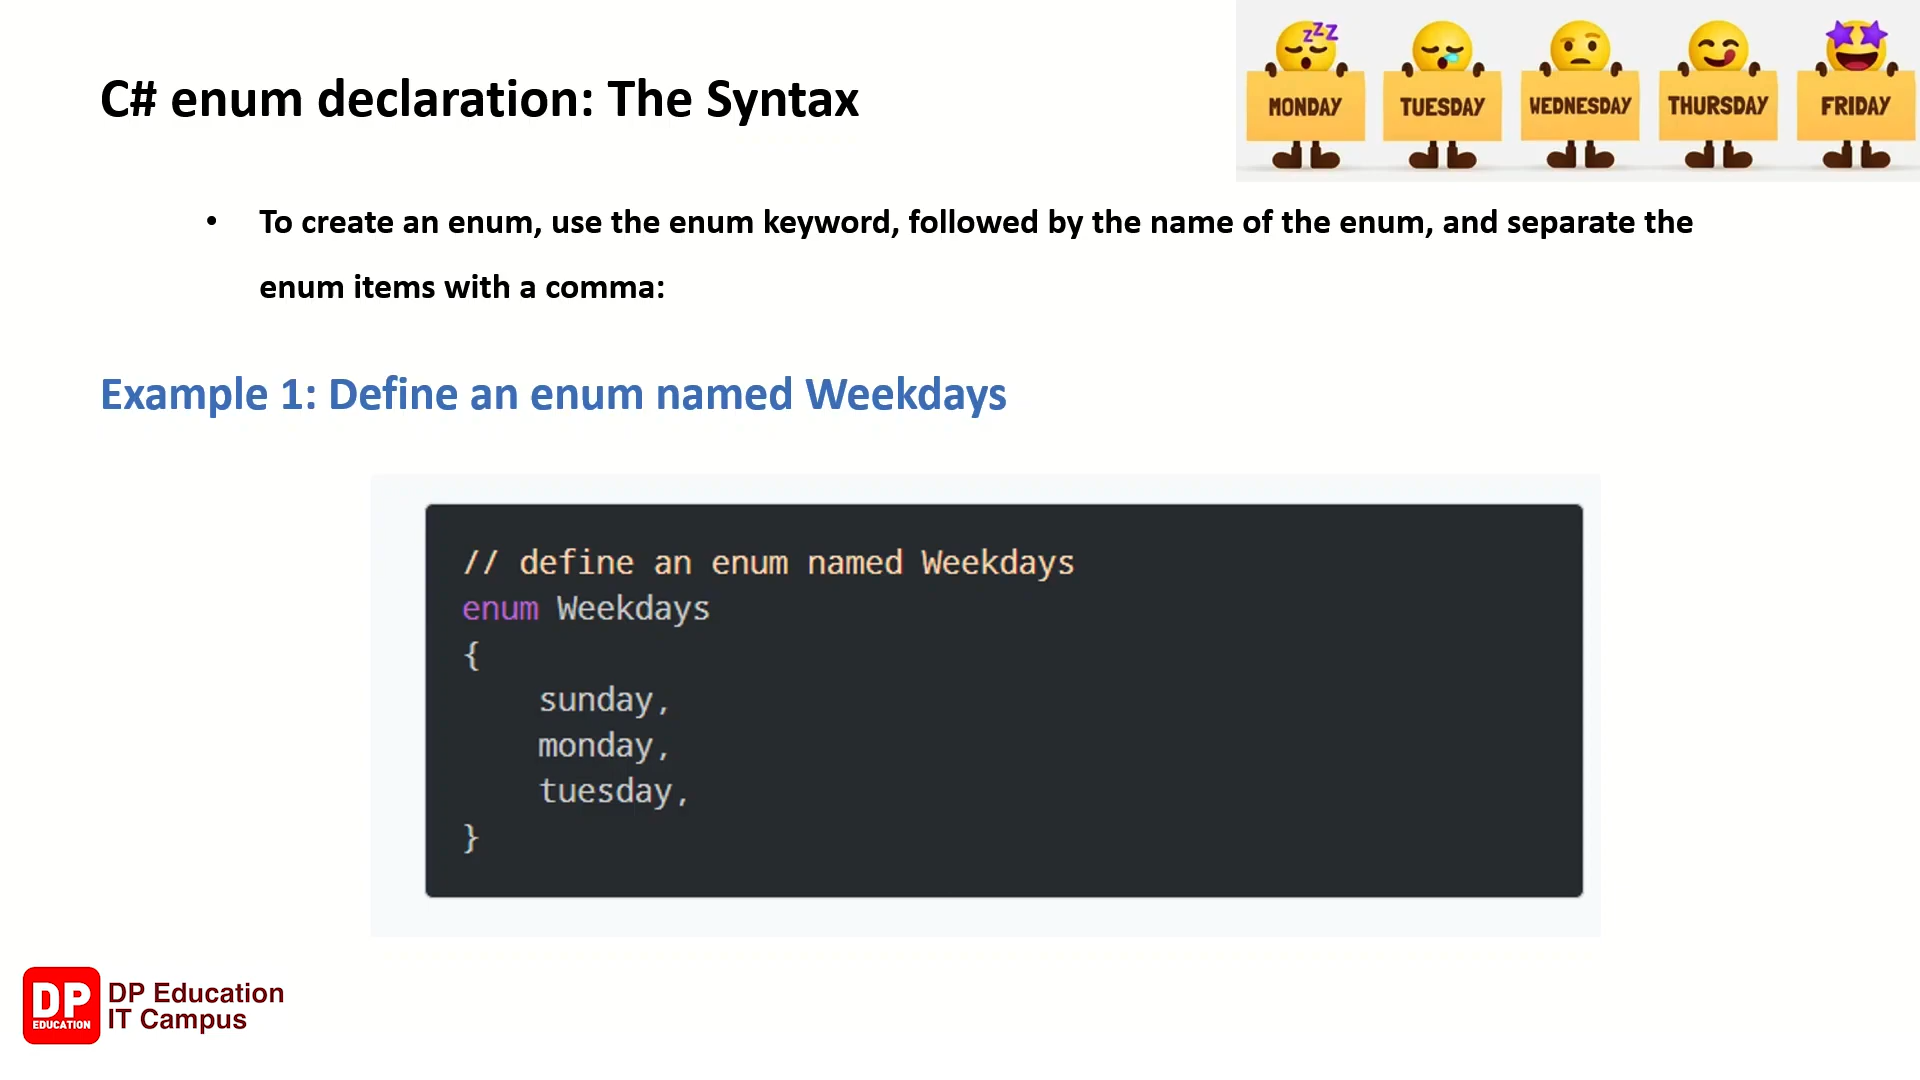 C# enum declaration: The Syntax
zzz
MONDAY
TUESDAY
WEDNESDAY
THURSDAY
FRIDAY
• To create an enum, use the enum keyword, followed by the name of the enum, and separate the
enum items with a comma:
Example 1: Define an enum named Weekdays
// define an enum named Weekdays
enum Weekdays
{
    sunday,
    monday,
    tuesday,
}
DP
EDUCATION
DP Education
IT Campus